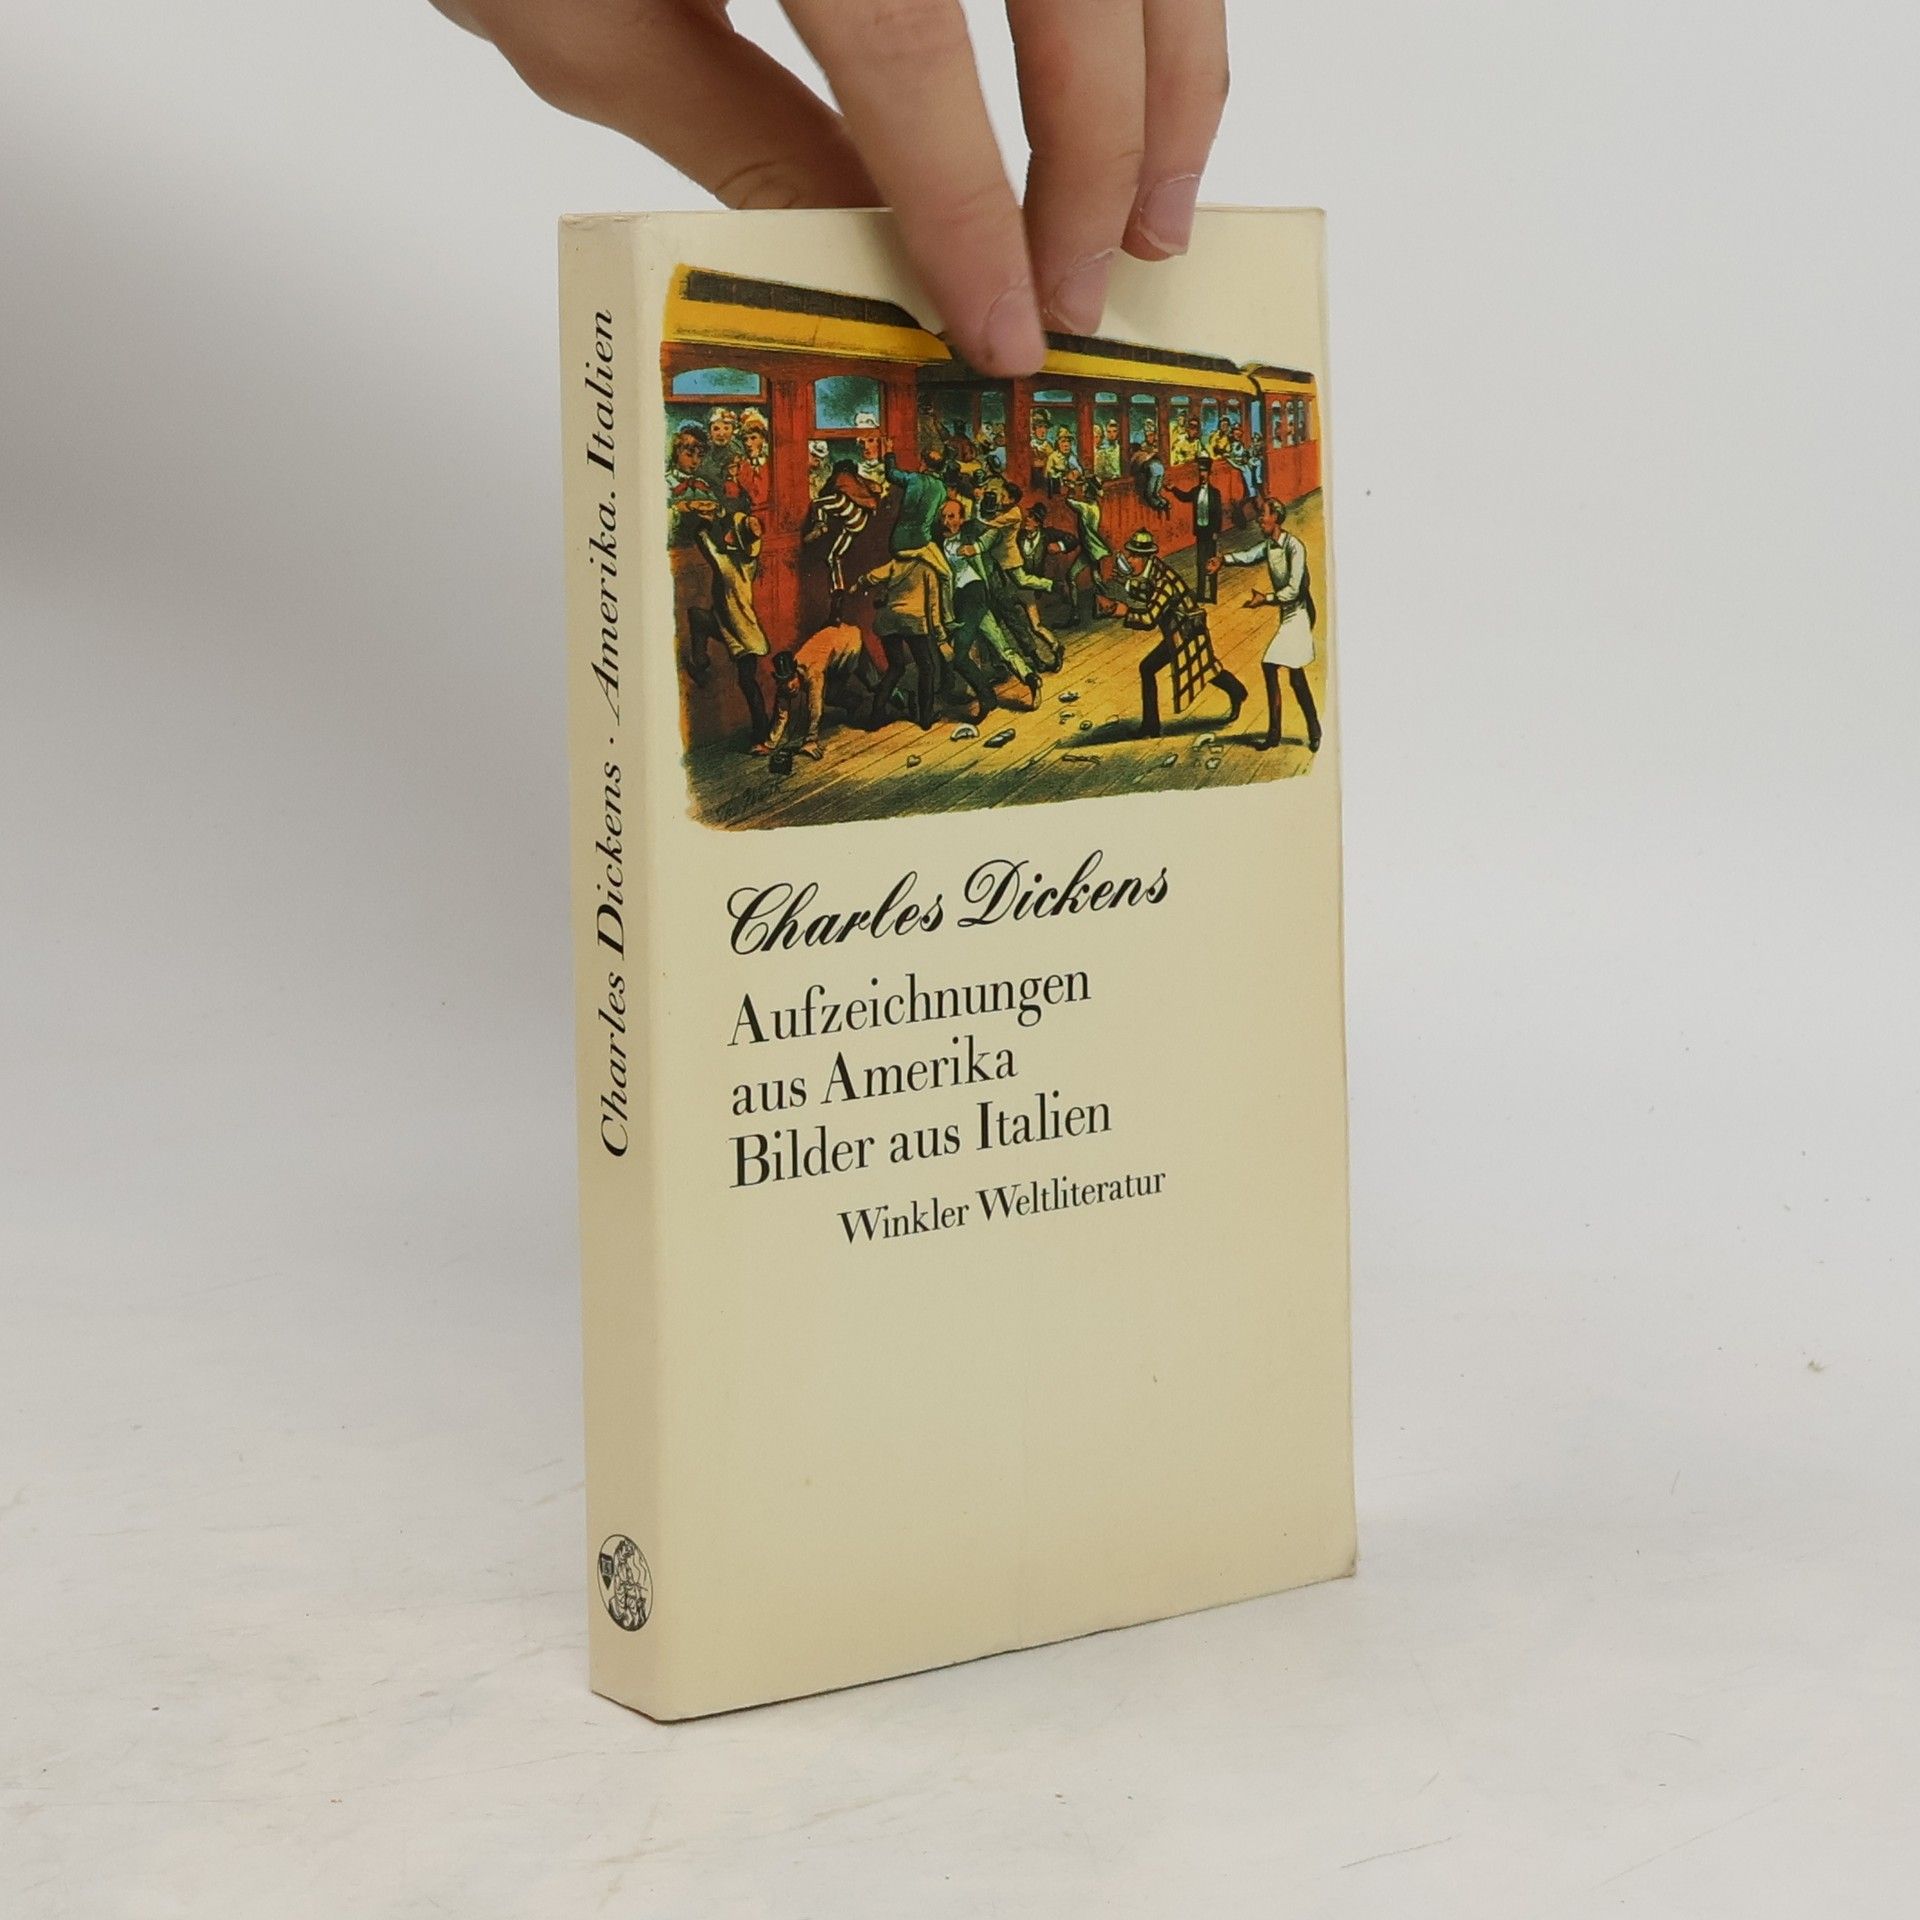 Charles Dickens · Amerika. Italien
Charles Dickens
Aufzeichnungen
aus Amerika
Bilder aus Italien
Winkler Weltliteratur